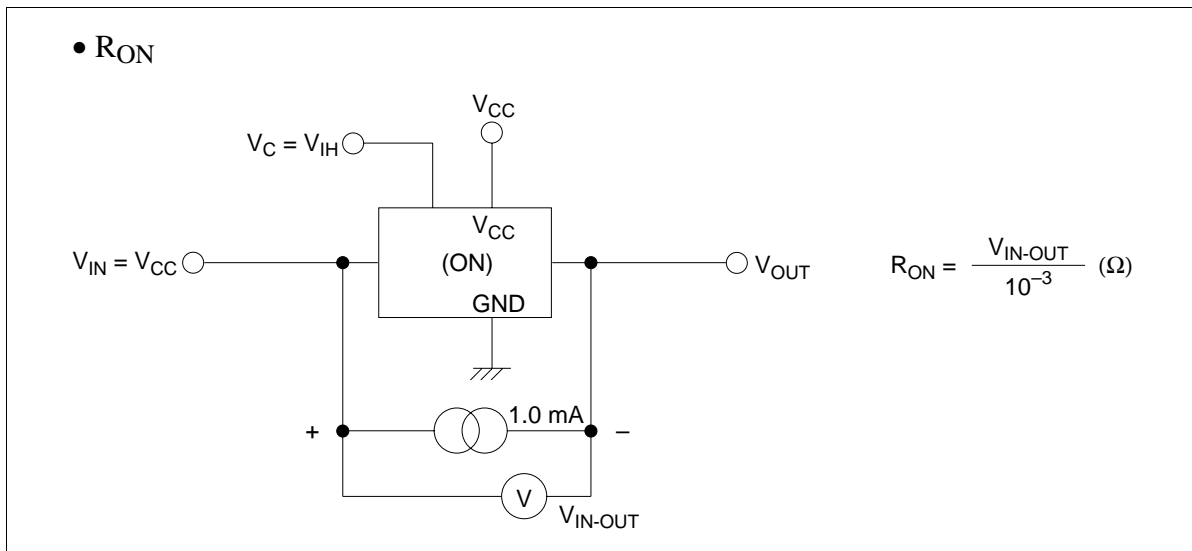 • RON
VCC
VC = VIH
VCC
VIN = VCC
(ON)
VOUT
RON = VIN-OUT / 10–3 (Ω)
GND
1.0 mA
+
–
V
VIN-OUT